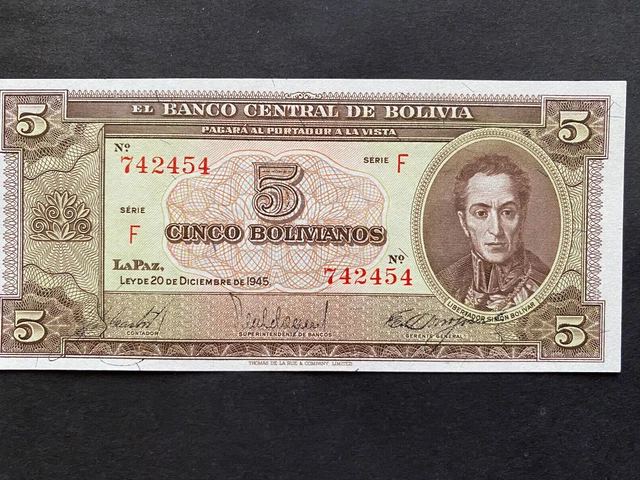 5 EL BANCO CENTRAL DE BOLIVIA 5
PAGARÁ AL PORTADOR A LA VISTA
Nº 742454
SÉRIE F
5
SÉRIE F
CINCO BOLIVIANOS
Nº 742454
LA PAZ,
LEY DE 20 DE DICIEMBRE DE 1945
LIBERTADOR SIMON BOLIVAR
5 5
CONTADOR
SUPERINTENDENTE DE BANCOS
GERENTE GENERAL
THOMAS DE LA RUE & COMPANY, LIMITED